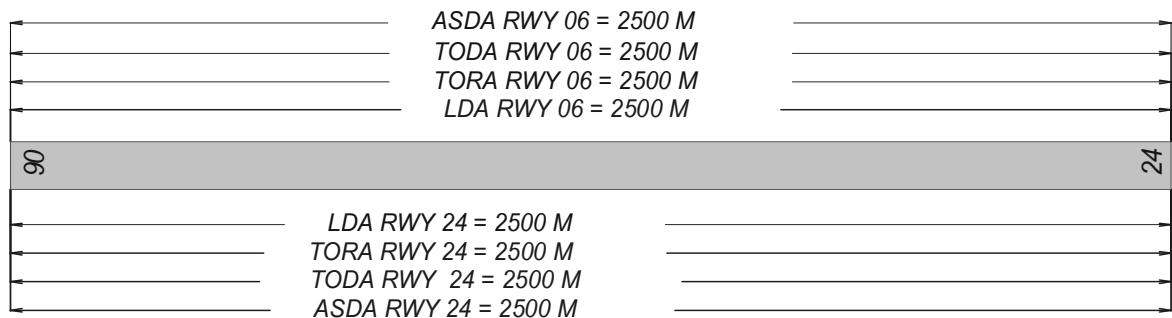 ASDA RWY 06 = 2500 M
TODA RWY 06 = 2500 M
TORA RWY 06 = 2500 M
LDA RWY 06 = 2500 M
06
24
LDA RWY 24 = 2500 M
TORA RWY 24 = 2500 M
TODA RWY 24 = 2500 M
ASDA RWY 24 = 2500 M